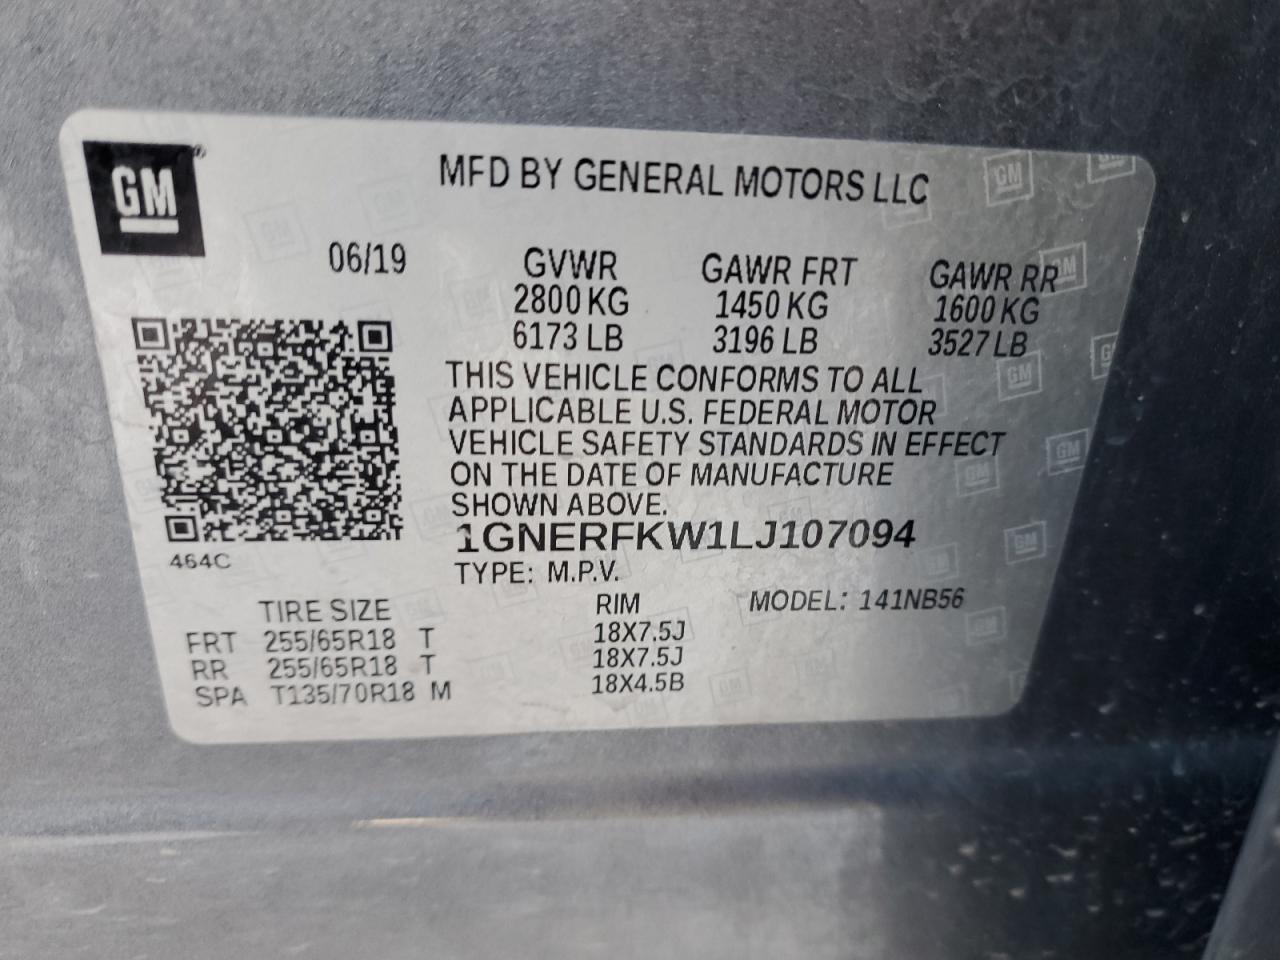 GM
MFD BY GENERAL MOTORS LLC
06/19 GVWR GAWR FRT GAWR RR
2800 KG 1450 KG 1600 KG
6173 LB 3196 LB 3527 LB
THIS VEHICLE CONFORMS TO ALL
APPLICABLE U.S. FEDERAL MOTOR
VEHICLE SAFETY STANDARDS IN EFFECT
ON THE DATE OF MANUFACTURE
SHOWN ABOVE.
1GNERFKW1LJ107094
464C
TYPE: M.P.V.
TIRE SIZE RIM MODEL: 141NB56
FRT 255/65R18 T 18X7.5J
RR 255/65R18 T 18X7.5J
SPA T135/70R18 M 18X4.5B